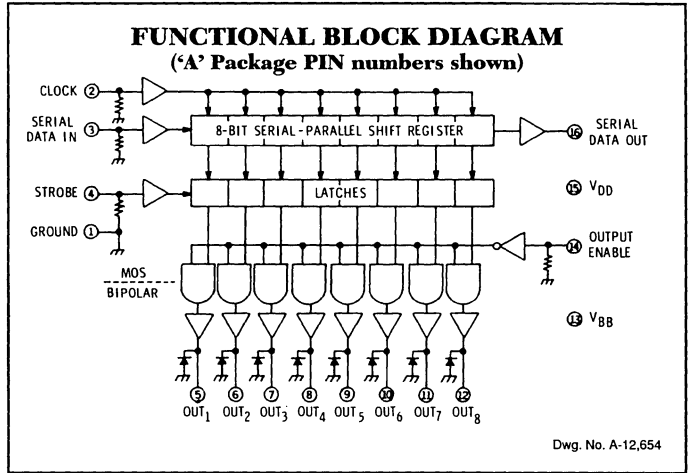 FUNCTIONAL BLOCK DIAGRAM
('A' Package PIN numbers shown)
CLOCK 2
SERIAL DATA IN 3
8-BIT SERIAL-PARALLEL SHIFT REGISTER
16 SERIAL DATA OUT
STROBE 4
LATCHES
15 VDD
GROUND 1
14 OUTPUT ENABLE
MOS
BIPOLAR
13 VBB
5 6 7 8 9 10 11 12
OUT1 OUT2 OUT3 OUT4 OUT5 OUT6 OUT7 OUT8
Dwg. No. A-12,654